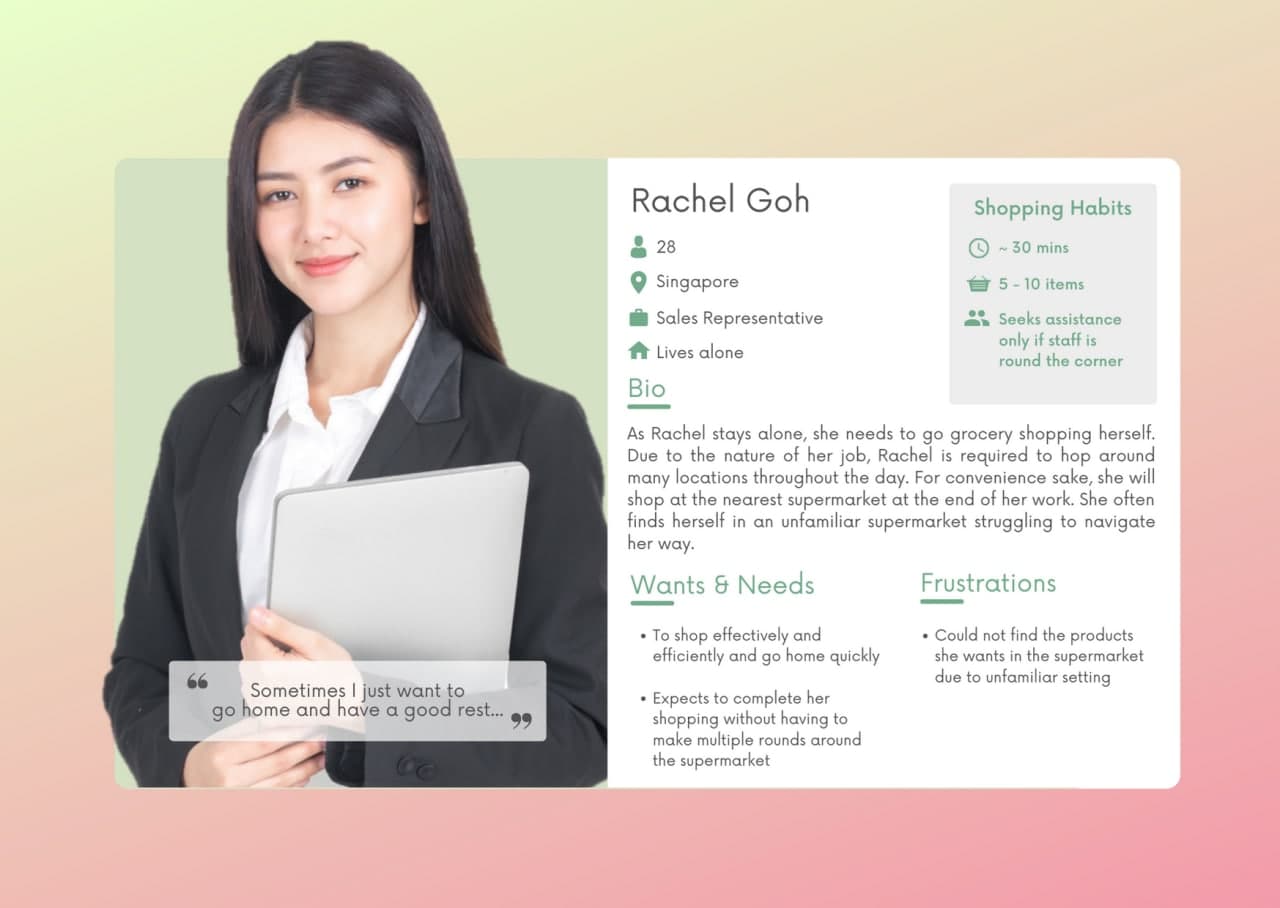 Rachel Goh
28
Singapore
Sales Representative
Lives alone
Shopping Habits
~ 30 mins
5 - 10 items
Seeks assistance
only if staff is
round the corner
Bio
As Rachel stays alone, she needs to go grocery shopping herself.
Due to the nature of her job, Rachel is required to hop around
many locations throughout the day. For convenience sake, she will
shop at the nearest supermarket at the end of her work. She often
finds herself in an unfamiliar supermarket struggling to navigate
her way.
Wants & Needs
• To shop effectively and
efficiently and go home quickly
• Expects to complete her
shopping without having to
make multiple rounds around
the supermarket
Frustrations
• Could not find the products
she wants in the supermarket
due to unfamiliar setting
“ Sometimes I just want to
go home and have a good rest... ”